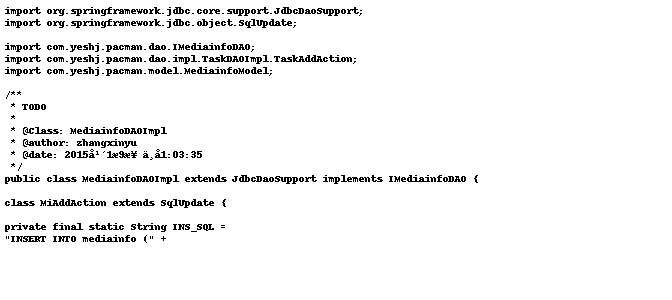 import org.springframework.jdbc.core.support.JdbcDaoSupport;
import org.springframework.jdbc.object.SqlUpdate;
import com.yeshj.pacman.dao.IMediainfoDAO;
import com.yeshj.pacman.dao.impl.TaskDAOImpl.TaskAddAction;
import com.yeshj.pacman.model.MediainfoModel;
/**
* TODO
*
* @Class: MediainfoDAOImpl
* @author: zhangxinyu
* @date: 2015å¹´1æ9æ¥ ä¸å1:03:35
*/
public class MediainfoDAOImpl extends JdbcDaoSupport implements IMediainfoDAO {
class MiAddAction extends SqlUpdate {
private final static String INS_SQL =
"INSERT INTO mediainfo (" +